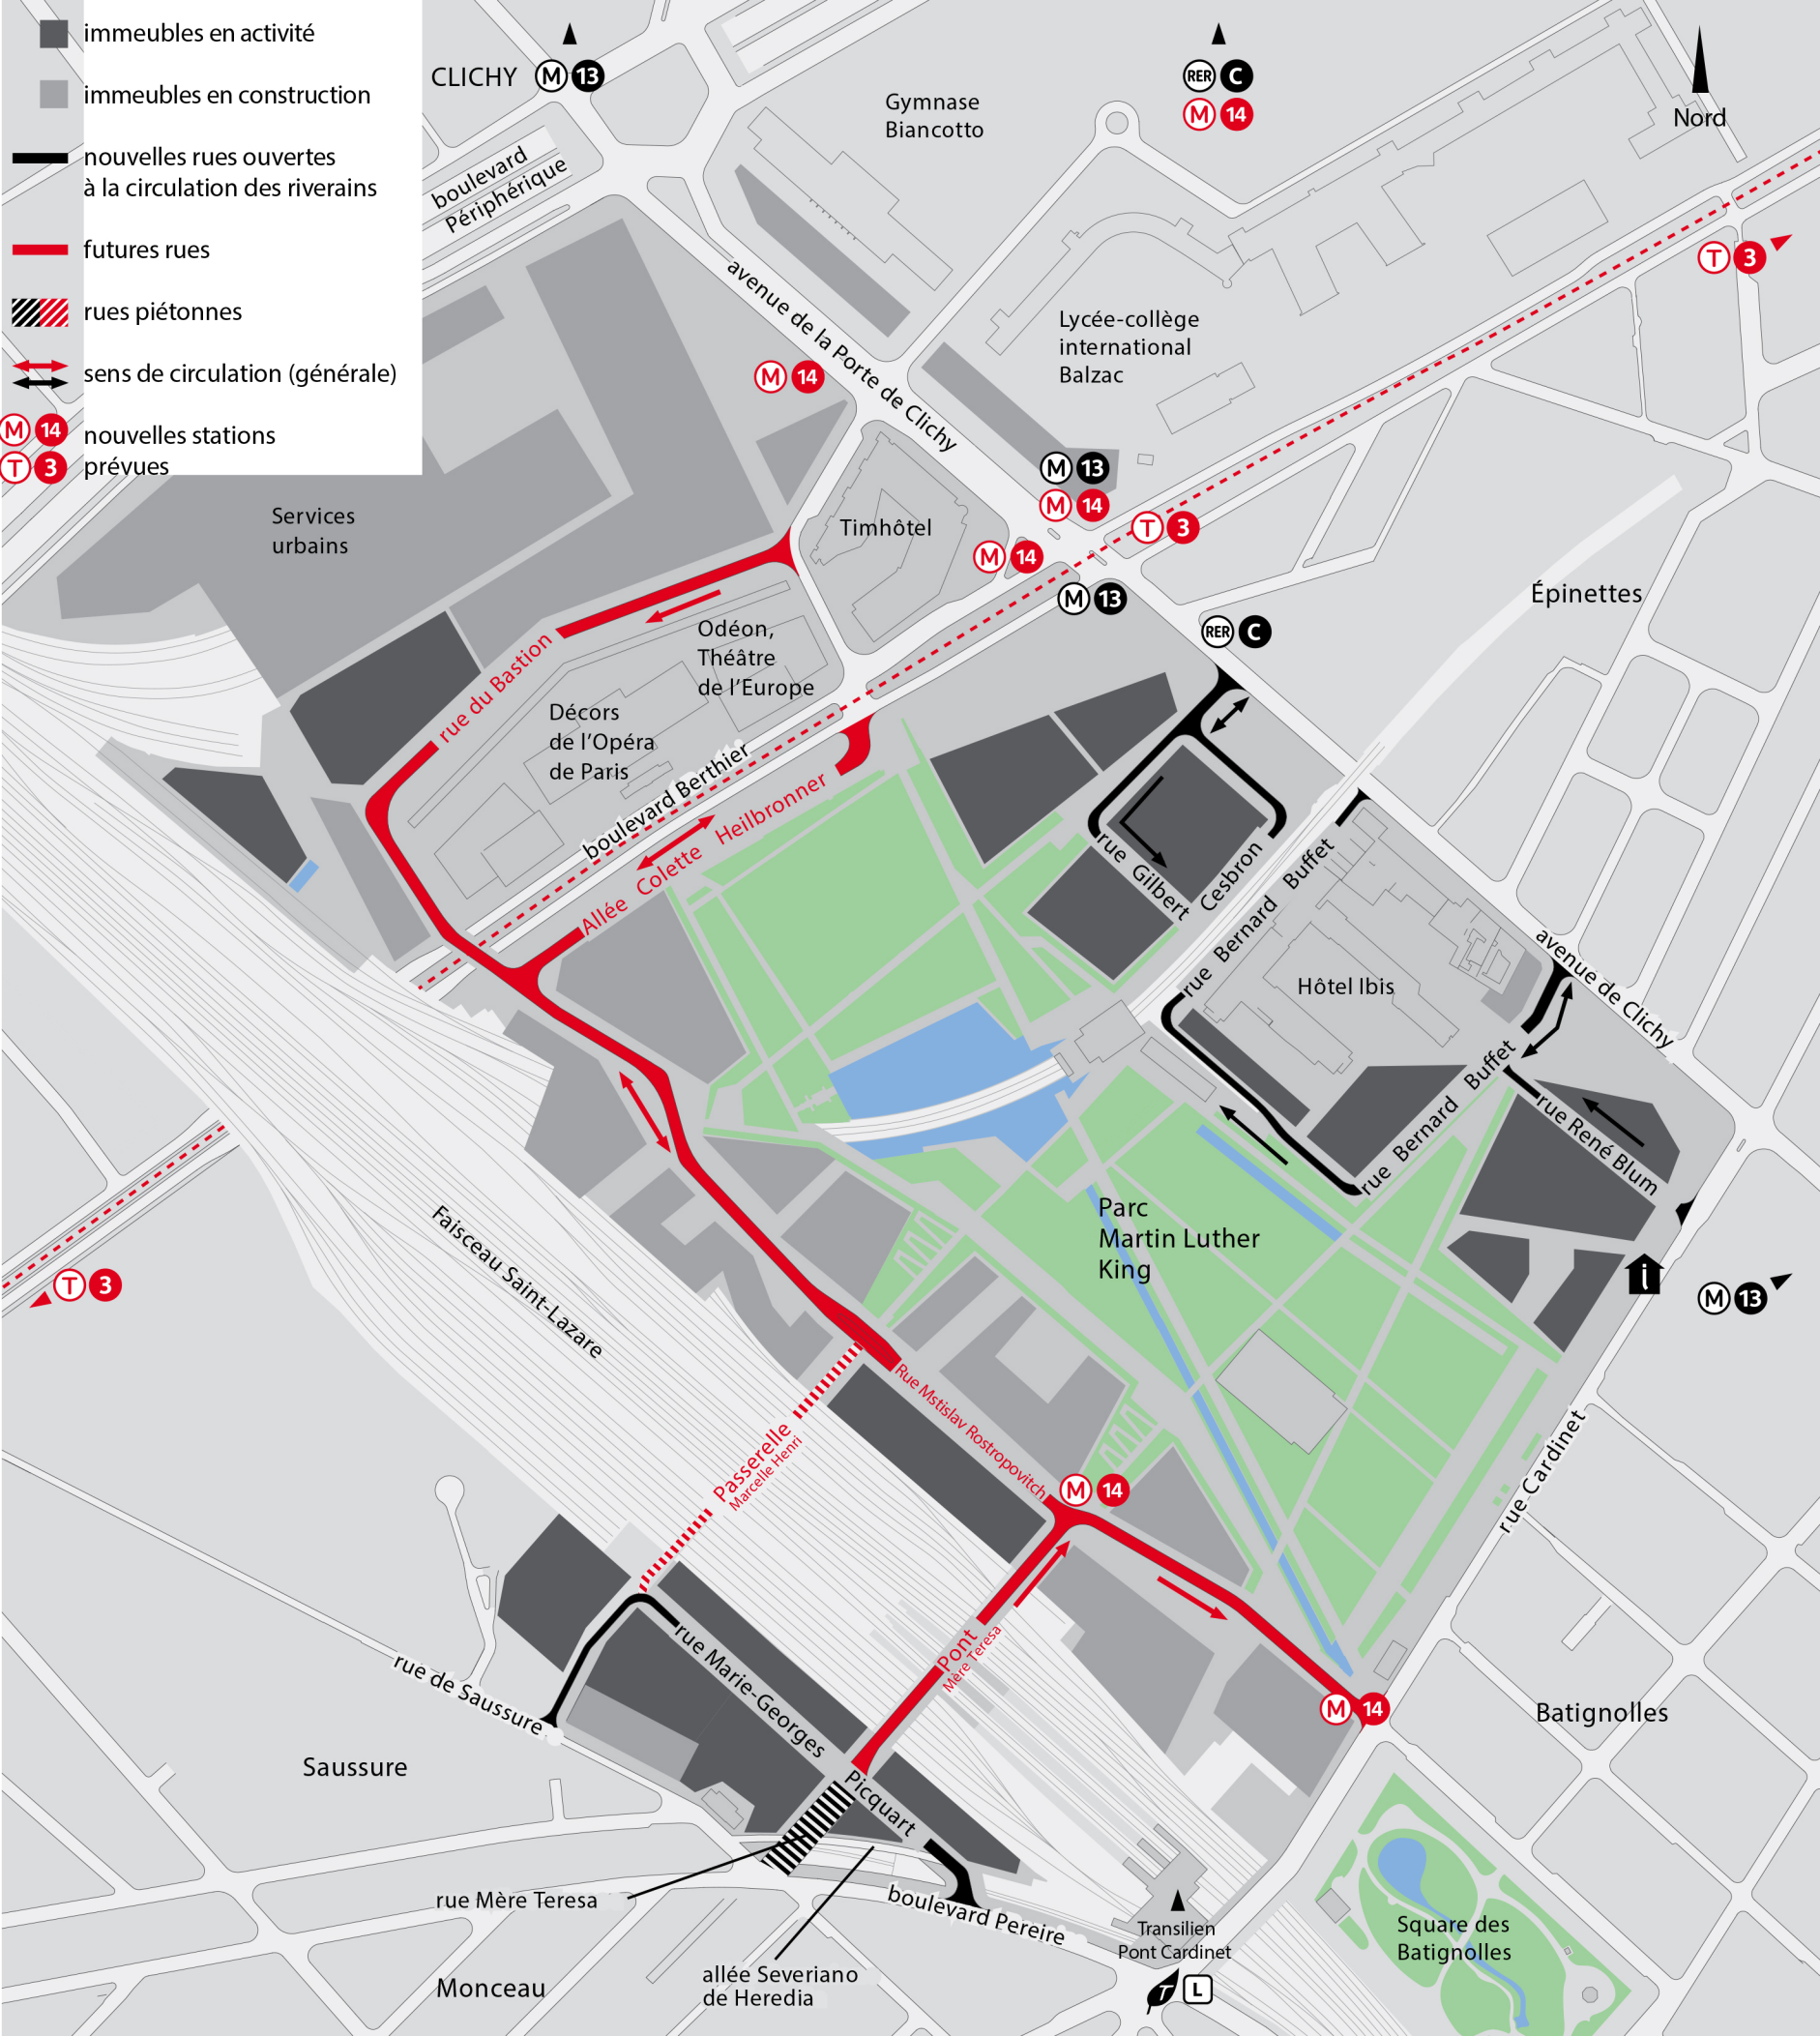 immeubles en activité
immeubles en construction
nouvelles rues ouvertes
à la circulation des riverains
futures rues
rues piétonnes
sens de circulation (générale)
M 14
nouvelles stations
T 3
prévues
CLICHY M 13
boulevard
Périphérique
Gymnase
Biancotto
RER C
M 14
Nord
T 3
avenue de la Porte de Clichy
Lycée-collège
international
Balzac
M 14
M 13
M 14
T 3
M 14
M 13
RER C
Timhôtel
Services
urbains
Épinettes
rue du Bastion
Odéon,
Théâtre
de l'Europe
Décors
de l'Opéra
de Paris
boulevard Berthier
Allée Colette Heilbronner
rue Gilbert
Cesbron
rue Bernard Buffet
Hôtel Ibis
avenue de Clichy
rue Bernard Buffet
rue René Blum
Parc
Martin Luther
King
i
M 13
T 3
Faisceau Saint-Lazare
Passerelle
Marcelle Henri
Rue Mstislav Rostropovitch
M 14
rue Cardinet
Pont
Mère Teresa
M 14
Batignolles
rue de Saussure
rue Marie-Georges
Picquart
Saussure
rue Mère Teresa
boulevard Pereire
allée Severiano
de Heredia
Monceau
Transilien
Pont Cardinet
T L
Square des
Batignolles